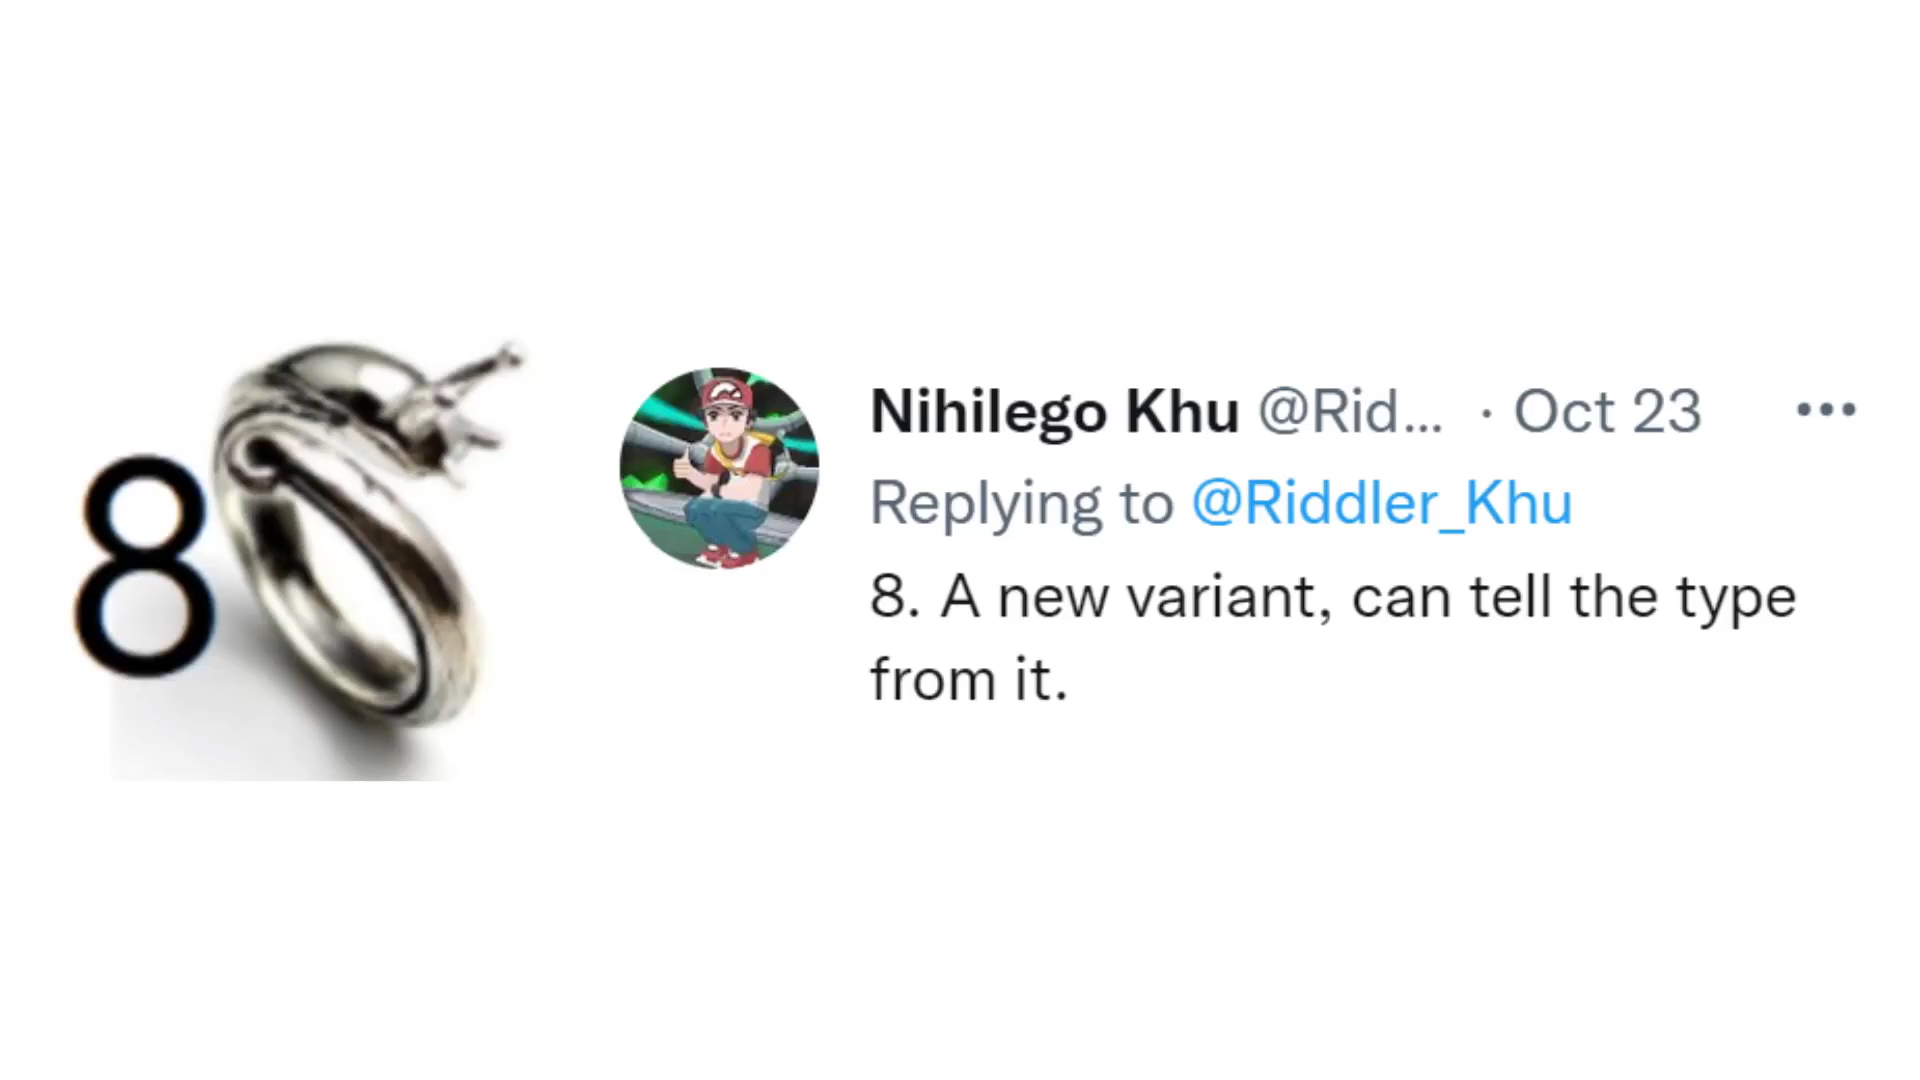 8
Nihilego Khu @Rid... · Oct 23 •••
Replying to @Riddler_Khu
8. A new variant, can tell the type
from it.